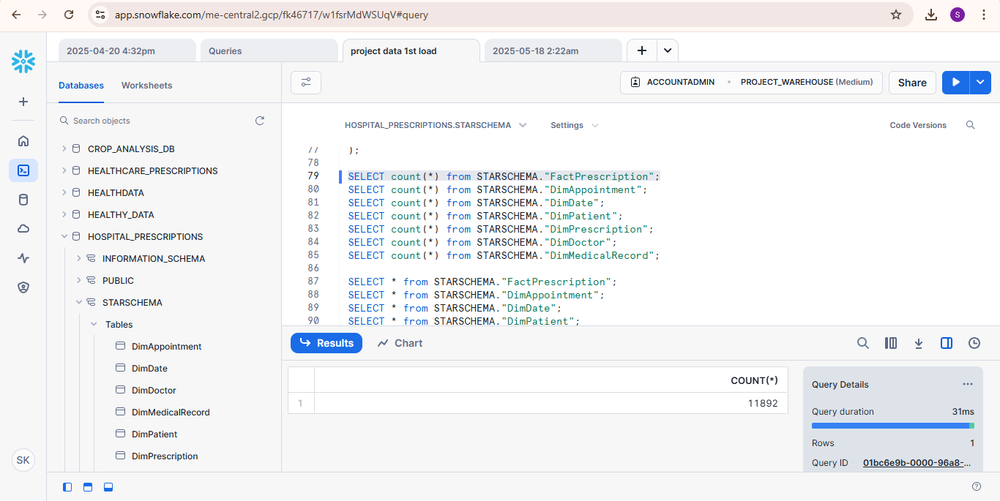 app.snowflake.com/me-central2.gcp/fk46717/w1fsrMdWSUqV#query
S
2025-04-20 4:32pm
Queries
project data 1st load
2025-05-18 2:22am
Databases
Worksheets
ACCOUNTADMIN
PROJECT_WAREHOUSE (Medium)
Share
Search objects
CROP_ANALYSIS_DB
HEALTHCARE_PRESCRIPTIONS
HEALTHDATA
HEALTHY_DATA
HOSPITAL_PRESCRIPTIONS
INFORMATION_SCHEMA
PUBLIC
STARSCHEMA
Tables
DimAppointment
DimDate
DimDoctor
DimMedicalRecord
DimPatient
DimPrescription
SK
HOSPITAL_PRESCRIPTIONS.STARSCHEMA
Settings
Code Versions
77 );
78
79 SELECT count(*) from STARSCHEMA."FactPrescription";
80 SELECT count(*) from STARSCHEMA."DimAppointment";
81 SELECT count(*) from STARSCHEMA."DimDate";
82 SELECT count(*) from STARSCHEMA."DimPatient";
83 SELECT count(*) from STARSCHEMA."DimPrescription";
84 SELECT count(*) from STARSCHEMA."DimDoctor";
85 SELECT count(*) from STARSCHEMA."DimMedicalRecord";
86
87 SELECT * from STARSCHEMA."FactPrescription";
88 SELECT * from STARSCHEMA."DimAppointment";
89 SELECT * from STARSCHEMA."DimDate";
90 SELECT * from STARSCHEMA."DimPatient";
Results
Chart
COUNT(*)
1 11892
Query Details
Query duration 31ms
Rows 1
Query ID 01bc6e9b-0000-96a8-...